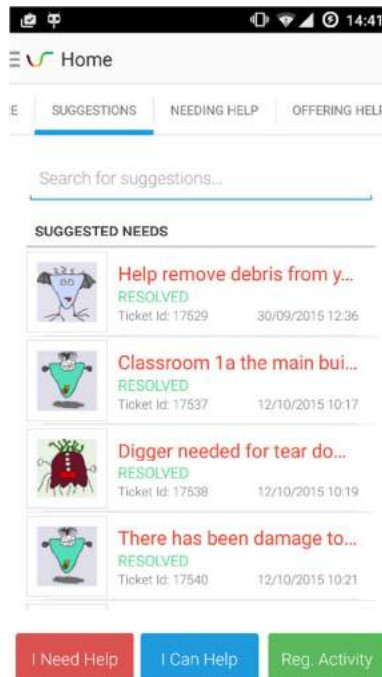 14:41
Home
E SUGGESTIONS NEEDING HELP OFFERING HELP
Search for suggestions...
SUGGESTED NEEDS
Help remove debris from y...
RESOLVED
Ticket Id: 17529 30/09/2015 12:36
Classroom 1a the main bui...
RESOLVED
Ticket Id: 17537 12/10/2015 10:17
Digger needed for tear do...
RESOLVED
Ticket Id: 17538 12/10/2015 10:19
There has been damage to...
RESOLVED
Ticket Id: 17540 12/10/2015 10:21
I Need Help I Can Help Reg. Activity